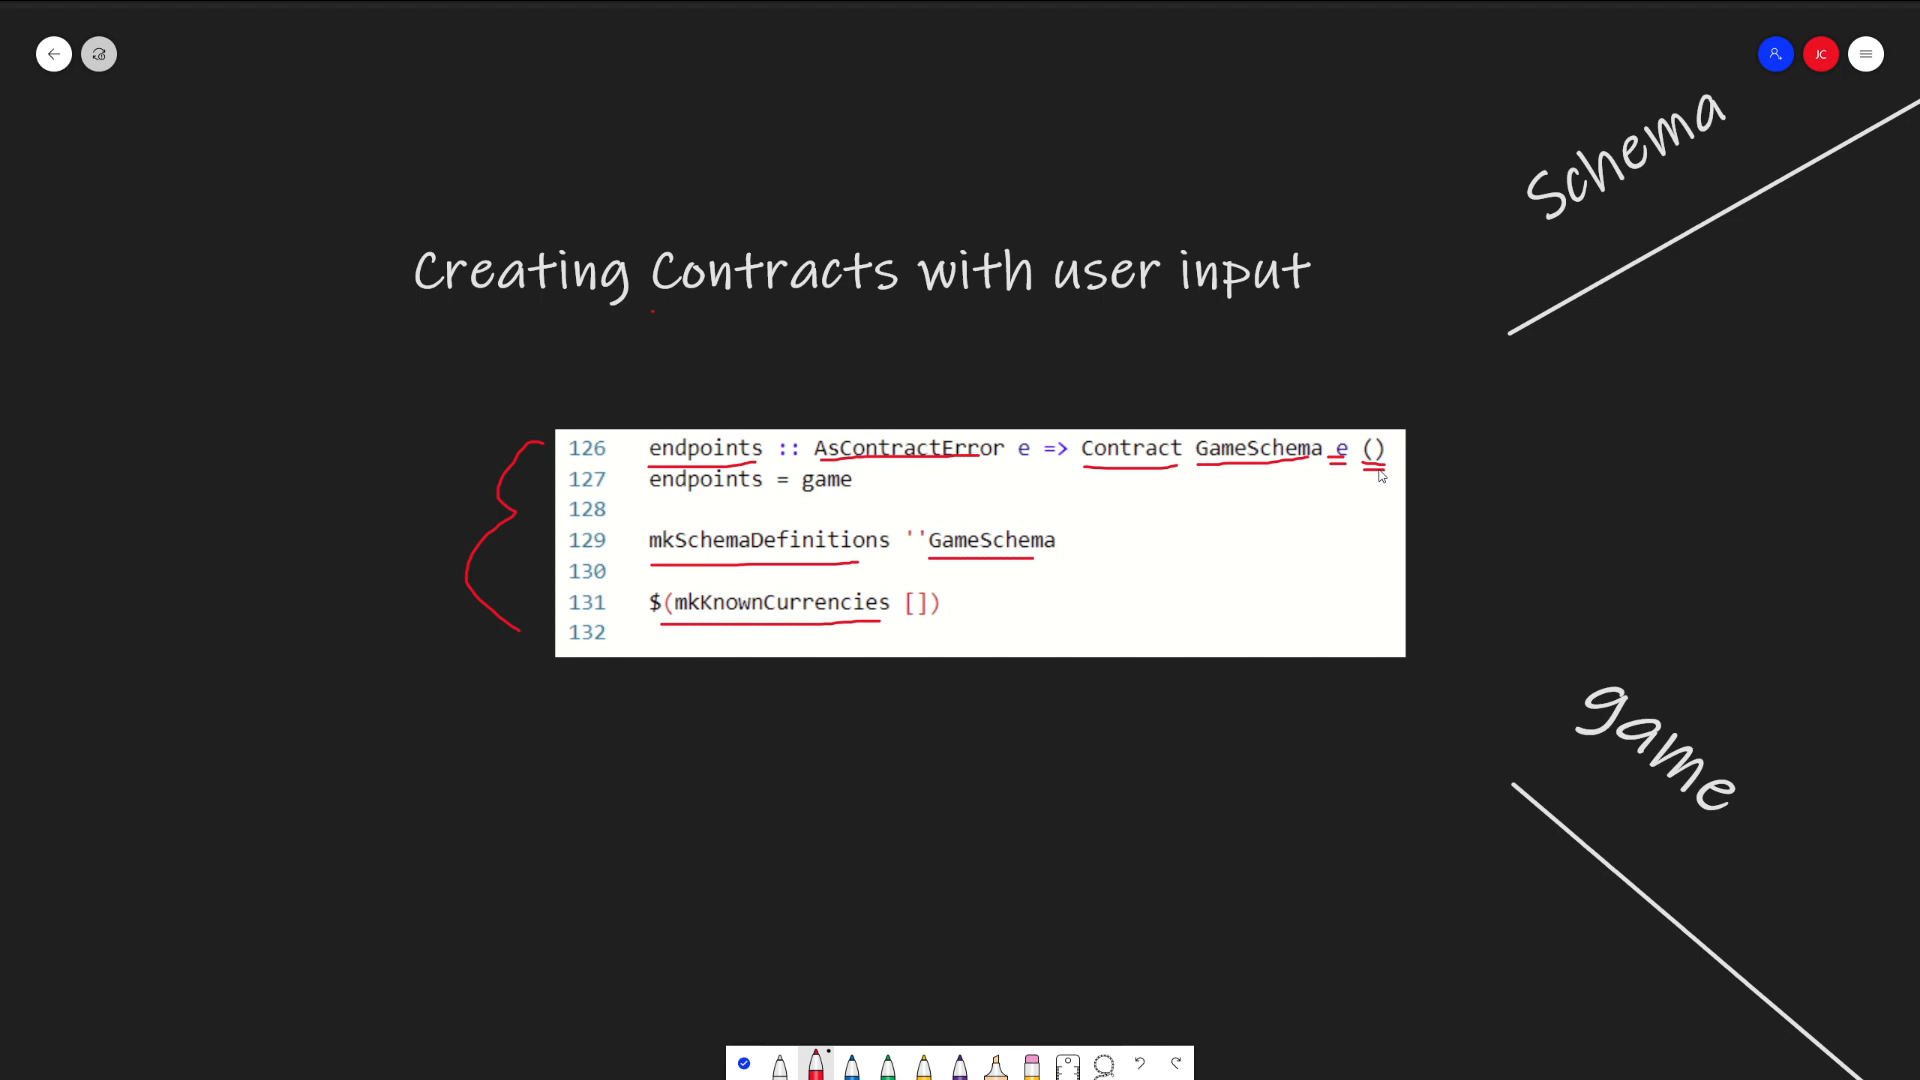 JC
Schema
Creating Contracts with user input
126 endpoints :: AsContractError e => Contract GameSchema e ()
127 endpoints = game
128
129 mkSchemaDefinitions ''GameSchema
130
131 $(mkKnownCurrencies [])
132
game